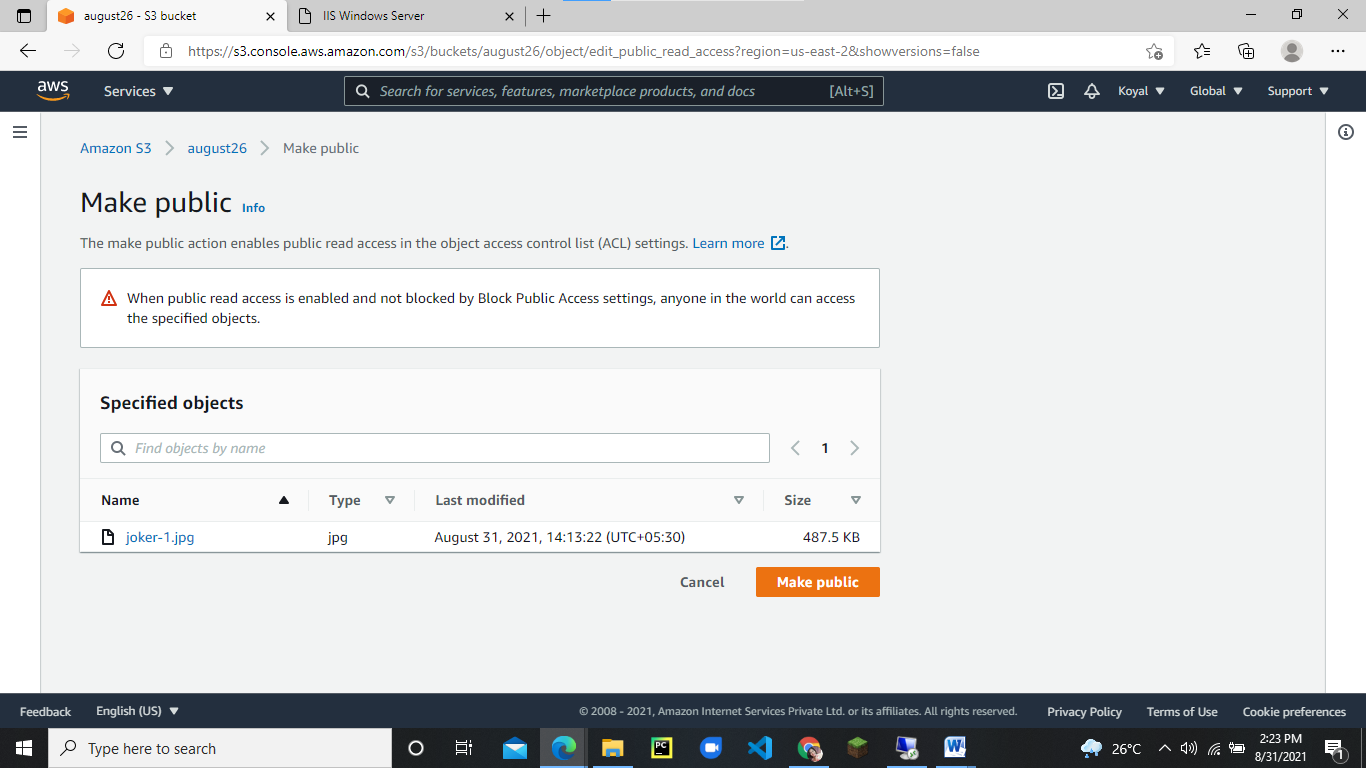 august26 - S3 bucket
IIS Windows Server
https://s3.console.aws.amazon.com/s3/buckets/august26/object/edit_public_read_access?region=us-east-2&showversions=false
aws
Services
Search for services, features, marketplace products, and docs
[Alt+S]
Koyal
Global
Support
Amazon S3
august26
Make public
Make public
Info
The make public action enables public read access in the object access control list (ACL) settings. Learn more.
When public read access is enabled and not blocked by Block Public Access settings, anyone in the world can access
the specified objects.
Specified objects
Find objects by name
1
Name Type Last modified Size
joker-1.jpg jpg August 31, 2021, 14:13:22 (UTC+05:30) 487.5 KB
Cancel
Make public
Feedback
English (US)
© 2008 - 2021, Amazon Internet Services Private Ltd. or its affiliates. All rights reserved.
Privacy Policy
Terms of Use
Cookie preferences
Type here to search
PC
W
26°C
2:23 PM
8/31/2021
1